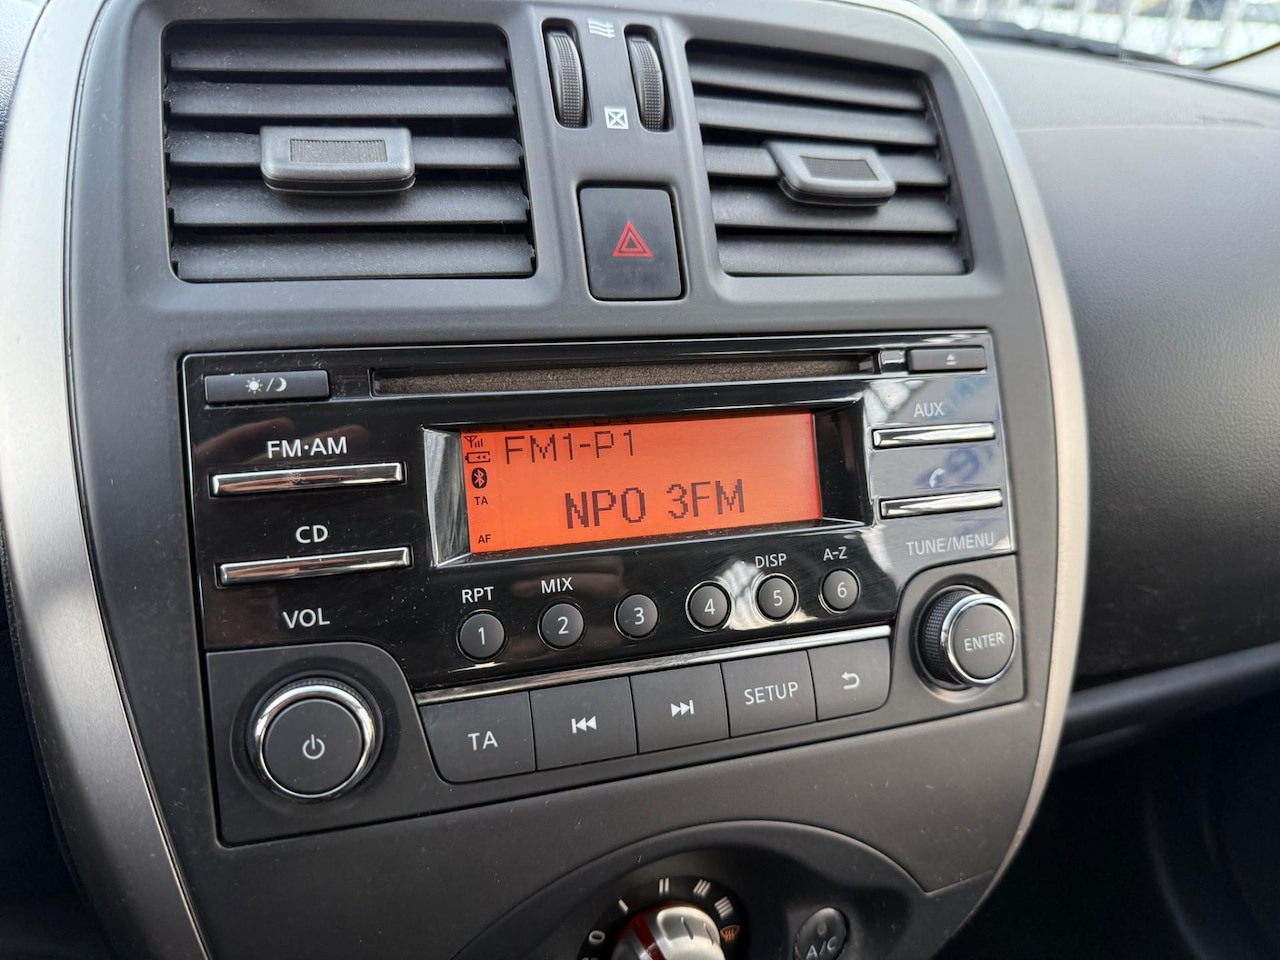 FM·AM
CD
VOL
FM1-P1
TA
NPO 3FM
AF
AUX
TUNE/MENU
RPT
MIX
DISP
A-Z
1
2
3
4
5
6
ENTER
TA
SETUP
0
A/C